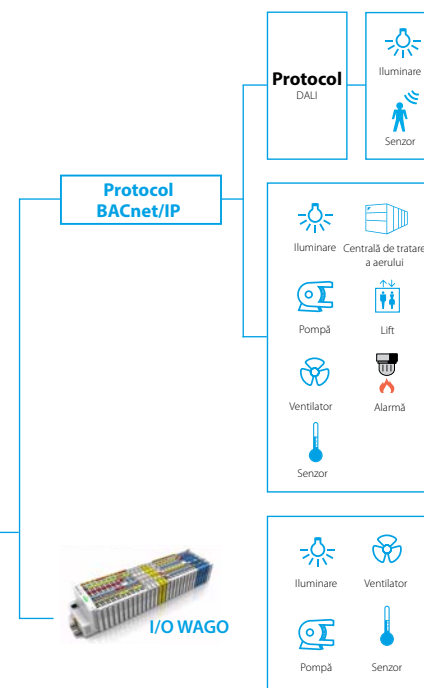 Protocol
DALI
Iluminare
Senzor
Protocol
BACnet/IP
Iluminare
Centrală de tratare
a aerului
Pompă
Lift
Ventilator
Alarmă
Senzor
I/O WAGO
Iluminare
Ventilator
Pompă
Senzor